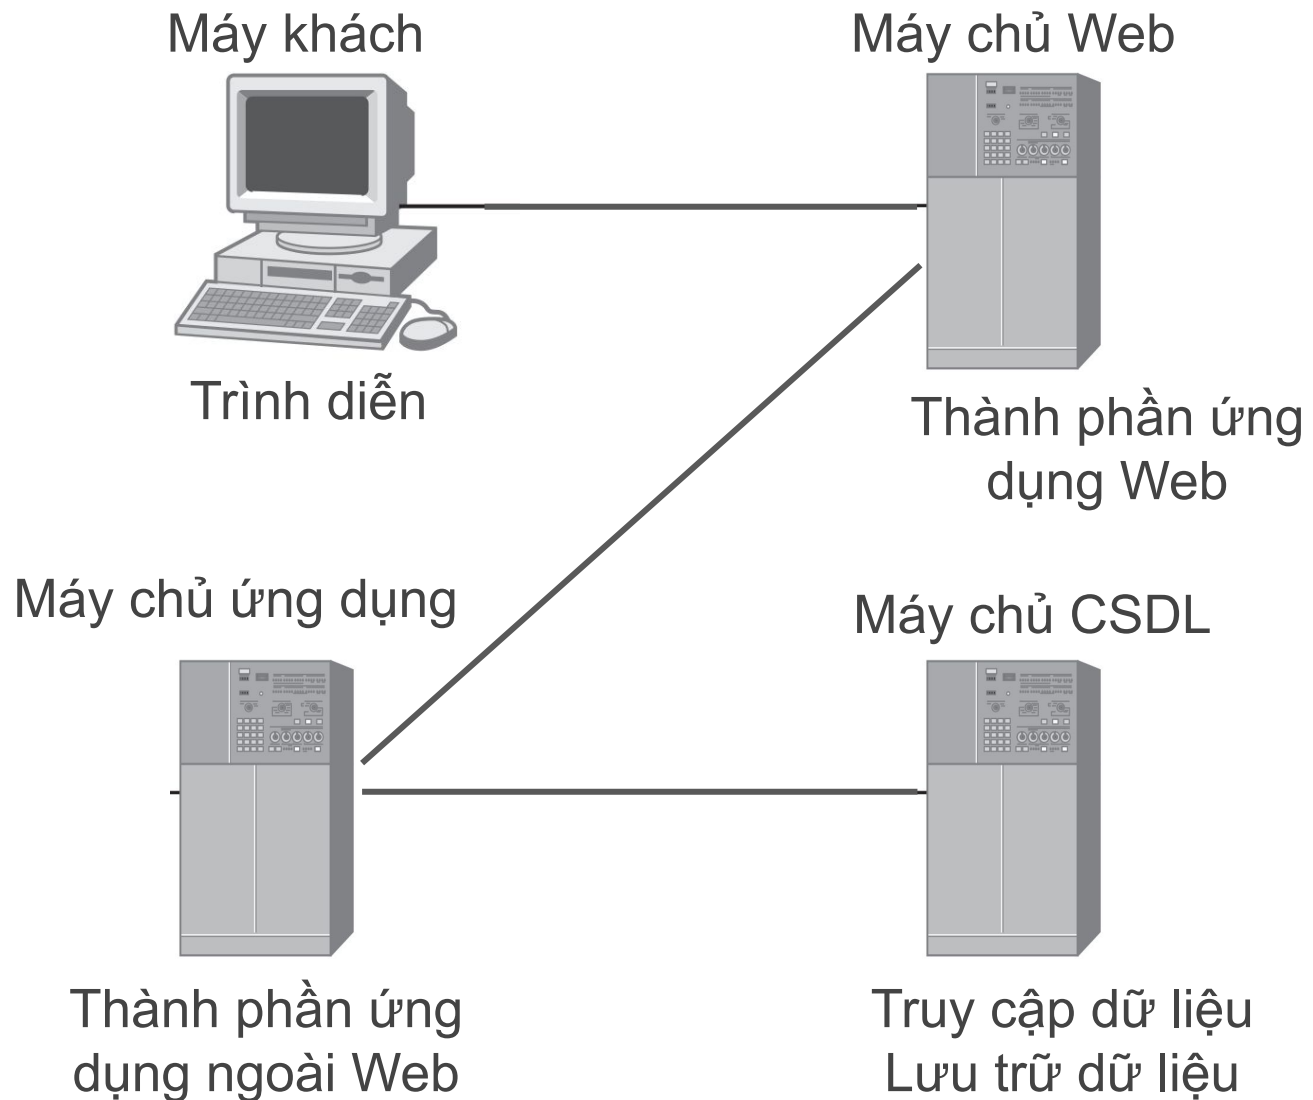 Máy khách
Máy chủ Web
Trình diễn
Thành phần ứng
dụng Web
Máy chủ ứng dụng
Máy chủ CSDL
Thành phần ứng
dụng ngoài Web
Truy cập dữ liệu
Lưu trữ dữ liệu